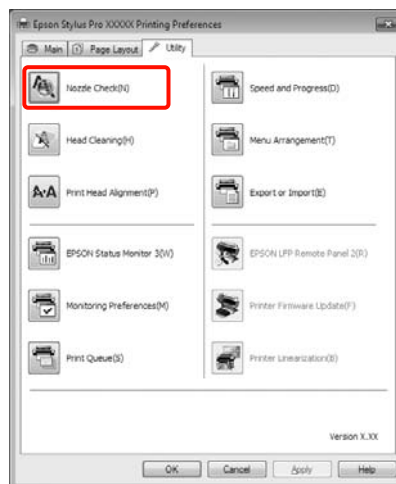 Epson Stylus Pro XXXXX Printing Preferences
Main Page Layout Utility
Nozzle Check(N)
Speed and Progress(D)
Head Cleaning(H)
Menu Arrangement(T)
Print Head Alignment(P)
Export or Import(E)
EPSON Status Monitor 3(W)
EPSON LFP Remote Panel 2(R)
Monitoring Preferences(M)
Printer Firmware Update(F)
Print Queue(S)
Printer Linearization(B)
Version X.XX
OK Cancel Apply Help